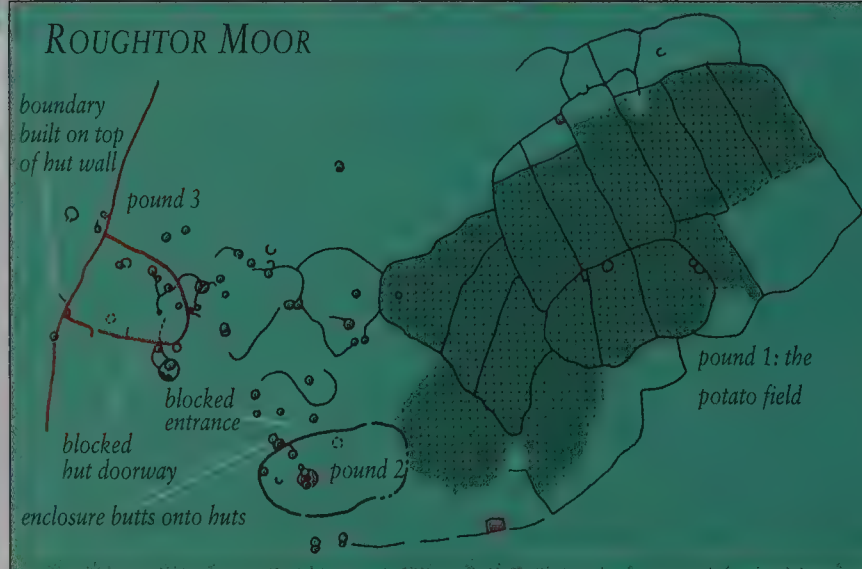 ROUGHTOR MOOR
boundary
built on top
of hut wall
pound 3
pound 1: the
potato field
blocked
entrance
blocked
hut doorway
pound 2
enclosure butts onto huts